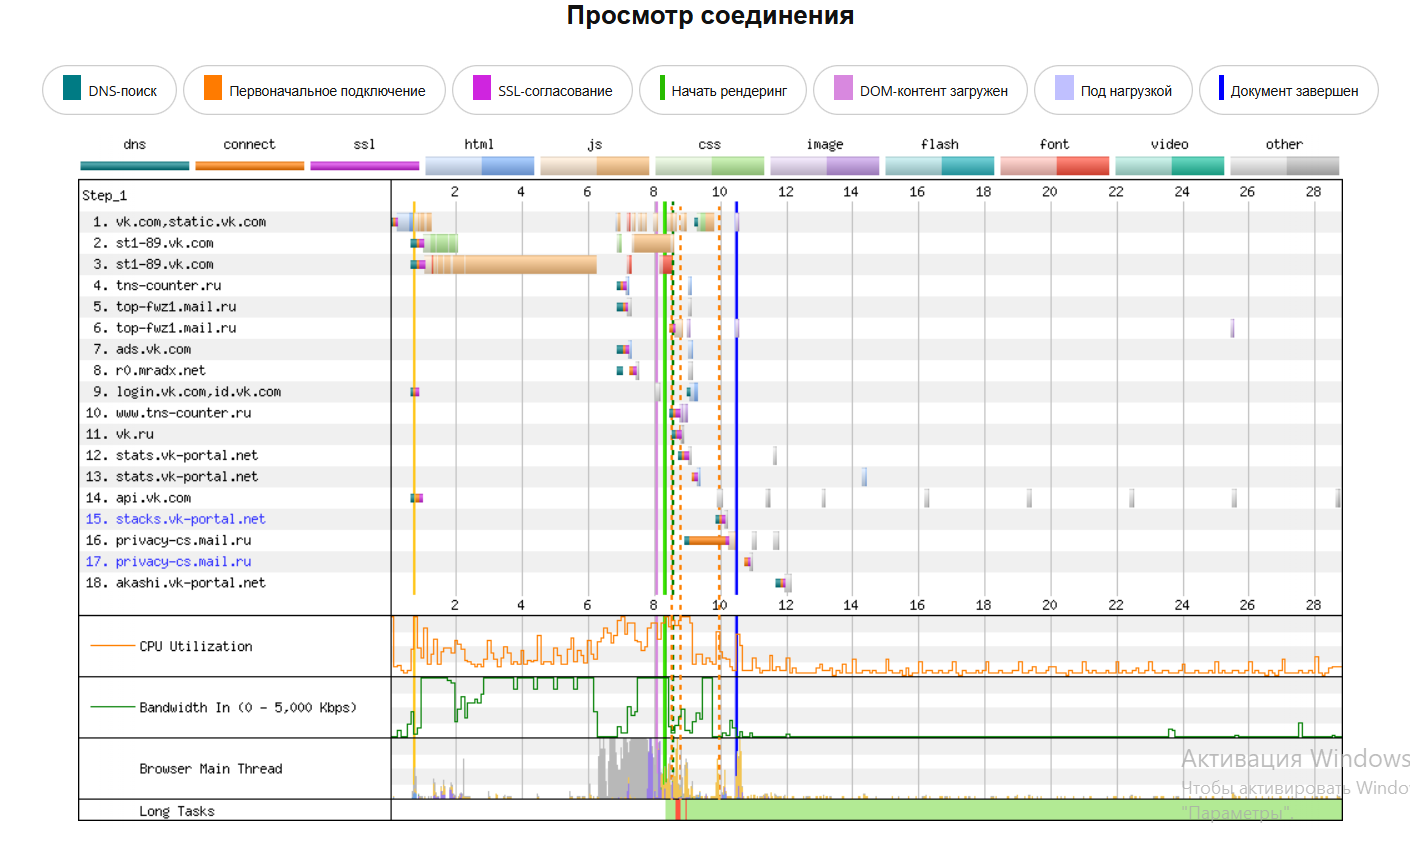 Просмотр соединения
DNS-поиск Первоначальное подключение SSL-согласование Начать рендеринг DOM-контент загружен Под нагрузкой Документ завершен
dns connect ssl html js css image flash font video other
Step_1 2 4 6 8 10 12 14 16 18 20 22 24 26 28
1. vk.com,static.vk.com
2. st1-89.vk.com
3. st1-89.vk.com
4. tns-counter.ru
5. top-fwz1.mail.ru
6. top-fwz1.mail.ru
7. ads.vk.com
8. r0.mradx.net
9. login.vk.com,id.vk.com
10. www.tns-counter.ru
11. vk.ru
12. stats.vk-portal.net
13. stats.vk-portal.net
14. api.vk.com
15. stacks.vk-portal.net
16. privacy-cs.mail.ru
17. privacy-cs.mail.ru
18. akashi.vk-portal.net
2 4 6 8 10 12 14 16 18 20 22 24 26 28
CPU Utilization
Bandwidth In (0 - 5,000 Kbps)
Browser Main Thread
Long Tasks
Активация Windows
Чтобы активировать Windo
"Параметры".